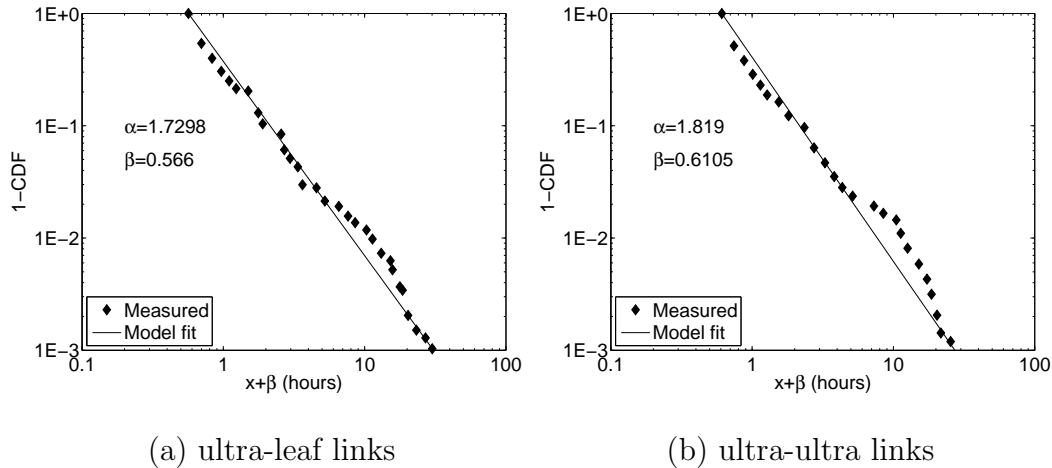 1E+0
1E−1
1E−2
1E−3
1−CDF
α=1.7298
β=0.566
Measured
Model fit
0.1
1
10
100
x+β (hours)
(a) ultra-leaf links
1E+0
1E−1
1E−2
1E−3
1−CDF
α=1.819
β=0.6105
Measured
Model fit
0.1
1
10
100
x+β (hours)
(b) ultra-ultra links